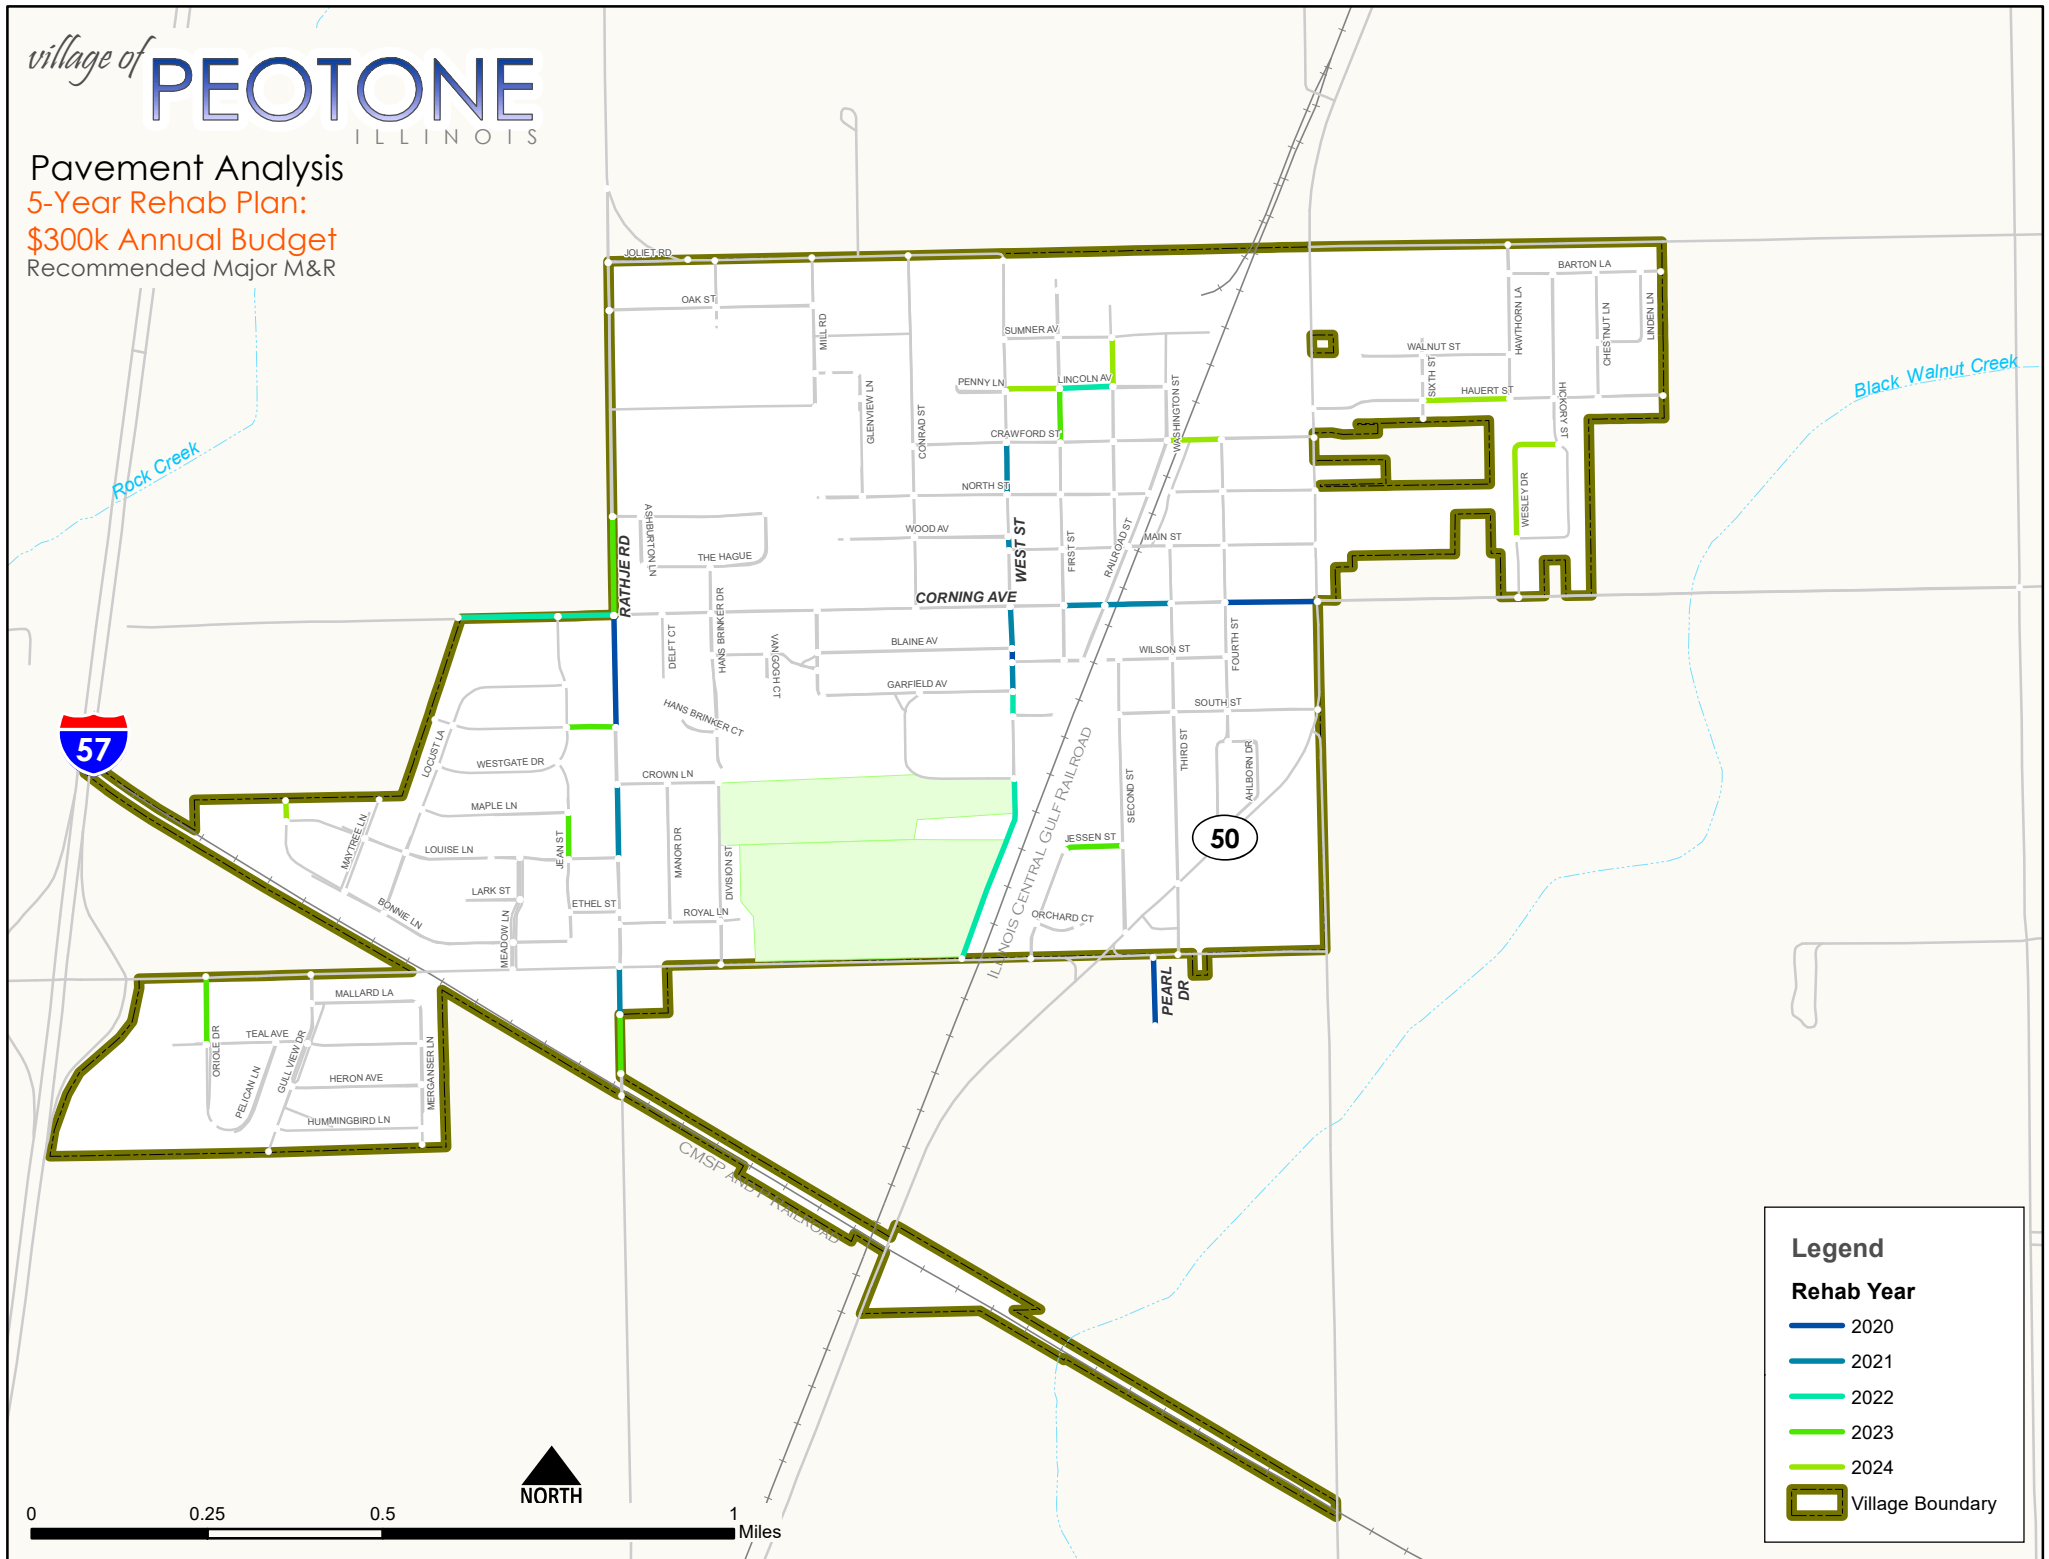 village of
PEOTONE
ILLINOIS
Pavement Analysis
5-Year Rehab Plan:
$300k Annual Budget
Recommended Major M&R
JOLIET RD
OAK ST
MILL RD
SUMNER AV
PENNY LN
LINCOLN AV
GLENVIEW LN
CONRAD ST
CRAWFORD ST
WASHINGTON ST
NORTH ST
WOOD AV
WEST ST
FIRST ST
RAILROAD ST
MAIN ST
BARTON LA
HAWTHORN LA
CHESTNUT LN
LINDEN LN
WALNUT ST
SIXTH ST
HAUERT ST
HICKORY ST
WESLEY DR
Black Walnut Creek
Rock Creek
ASHBURTON LN
THE HAGUE
RATHJE RD
CORNING AVE
HANS BRINKER DR
DELFT CT
VAN GOGH CT
BLAINE AV
GARFIELD AV
HANS BRINKER CT
WILSON ST
FOURTH ST
SOUTH ST
THIRD ST
SECOND ST
AHLBORN DR
57
LOCUST LA
WESTGATE DR
CROWN LN
MAPLE LN
MAYTREE LN
LOUISE LN
JEAN ST
MANOR DR
DIVISION ST
LARK ST
ETHEL ST
ROYAL LN
BONNIE LN
MEADOW LN
JESSEN ST
50
ORCHARD CT
ILLINOIS CENTRAL GULF RAILROAD
PEARL
DR
MALLARD LA
TEAL AVE
ORIOLE DR
GULL VIEW DR
PELICAN LN
HERON AVE
MERGANSER LN
HUMMINGBIRD LN
CMSP AND P RAILROAD
Legend
Rehab Year
2020
2021
2022
2023
2024
Village Boundary
NORTH
0 0.25 0.5 1
Miles